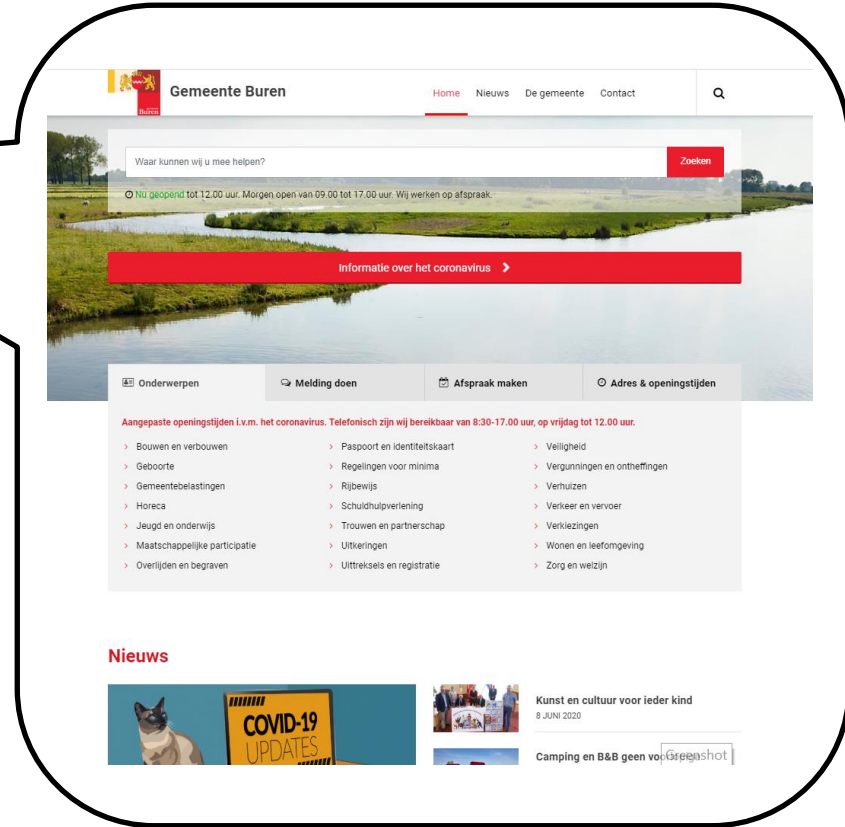 Gemeente Buren
Buren
Home Nieuws De gemeente Contact
Waar kunnen wij u mee helpen?
Zoeken
Nu geopend tot 12.00 uur. Morgen open van 09.00 tot 17.00 uur. Wij werken op afspraak.
Informatie over het coronavirus
Onderwerpen
Melding doen
Afspraak maken
Adres & openingstijden
Aangepaste openingstijden i.v.m. het coronavirus. Telefonisch zijn wij bereikbaar van 8:30-17.00 uur, op vrijdag tot 12.00 uur.
Bouwen en verbouwen
Geboorte
Gemeentebelastingen
Horeca
Jeugd en onderwijs
Maatschappelijke participatie
Overlijden en begraven
Paspoort en identiteitskaart
Regelingen voor minima
Rijbewijs
Schuldhulpverlening
Trouwen en partnerschap
Uitkeringen
Uittreksels en registratie
Veiligheid
Vergunningen en ontheffingen
Verhuizen
Verkeer en vervoer
Verkiezingen
Wonen en leefomgeving
Zorg en welzijn
Nieuws
COVID-19
UPDATES
Kunst en cultuur voor ieder kind
8 JUNI 2020
Camping en B&B geen
Greenshot